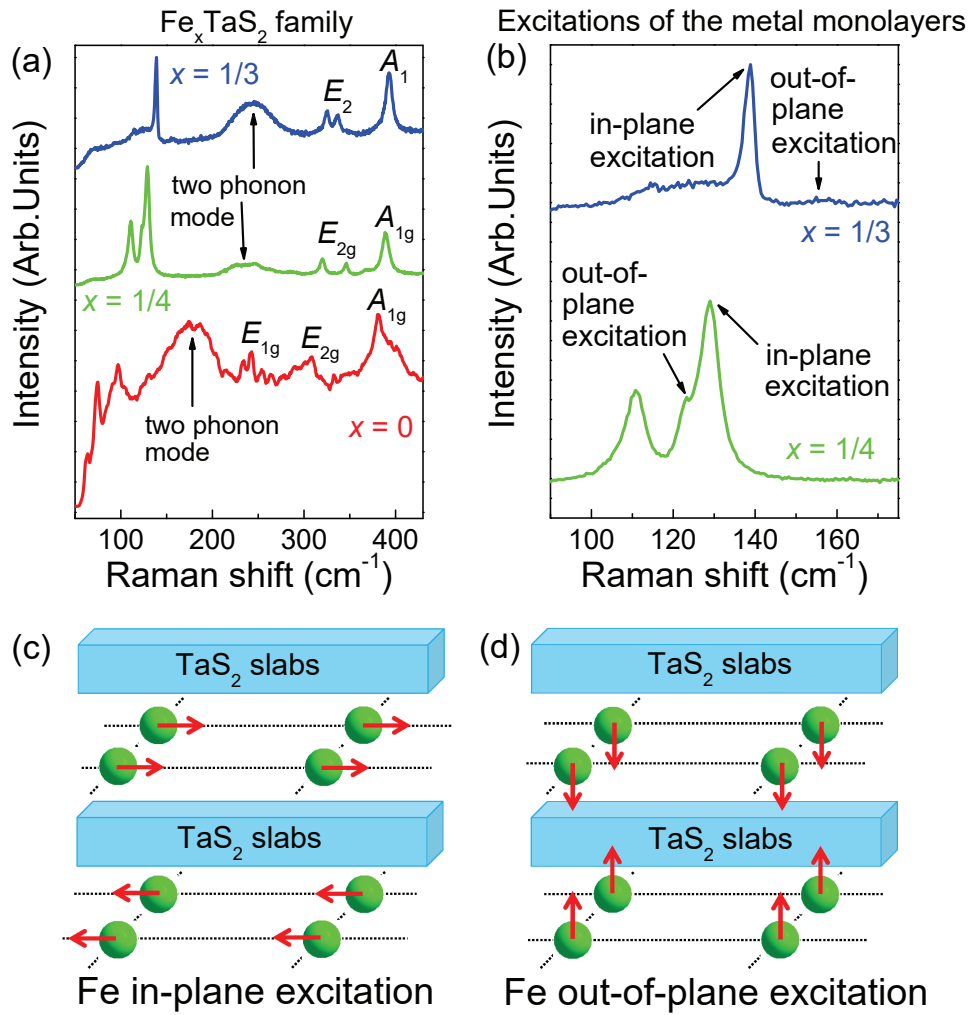 FeₓTaS₂ family
Excitations of the metal monolayers
(a)
x = 1/3
A₁
E₂
two phonon
mode
E₂g
A₁g
x = 1/4
E₁g
E₂g
A₁g
two phonon
mode
x = 0
Intensity (Arb.Units)
100 200 300 400
Raman shift (cm⁻¹)
(b)
in-plane
excitation
out-of-
plane
excitation
x = 1/3
out-of-
plane
excitation
in-plane
excitation
x = 1/4
Intensity (Arb.Units)
100 120 140 160
Raman shift (cm⁻¹)
(c)
TaS₂ slabs
TaS₂ slabs
Fe in-plane excitation
(d)
TaS₂ slabs
TaS₂ slabs
Fe out-of-plane excitation